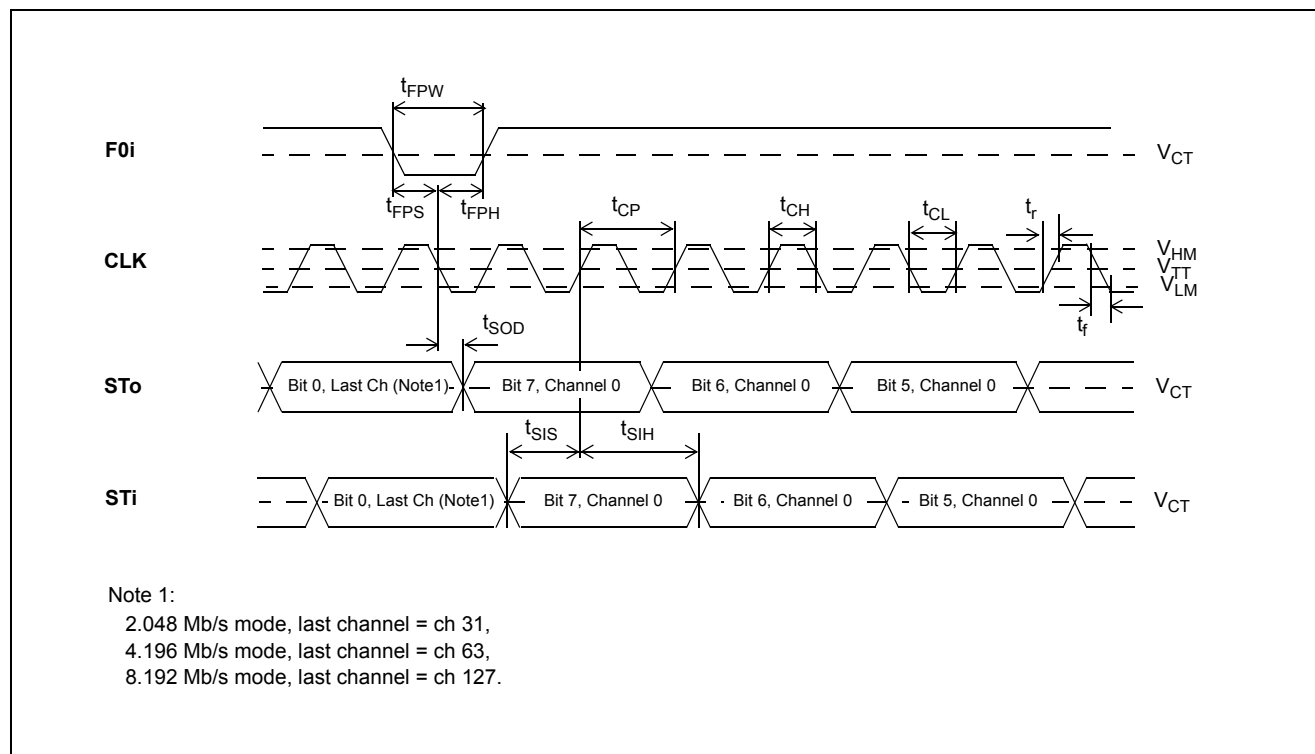 tFPW
F0i
VCT
tFPS
tFPH
tCP
tCH
tCL
tr
CLK
VHM
VTT
VLM
tf
tSOD
STo
Bit 0, Last Ch (Note1)
Bit 7, Channel 0
Bit 6, Channel 0
Bit 5, Channel 0
VCT
tSIS
tSIH
STi
Bit 0, Last Ch (Note1)
Bit 7, Channel 0
Bit 6, Channel 0
Bit 5, Channel 0
VCT
Note 1:
2.048 Mb/s mode, last channel = ch 31,
4.196 Mb/s mode, last channel = ch 63,
8.192 Mb/s mode, last channel = ch 127.